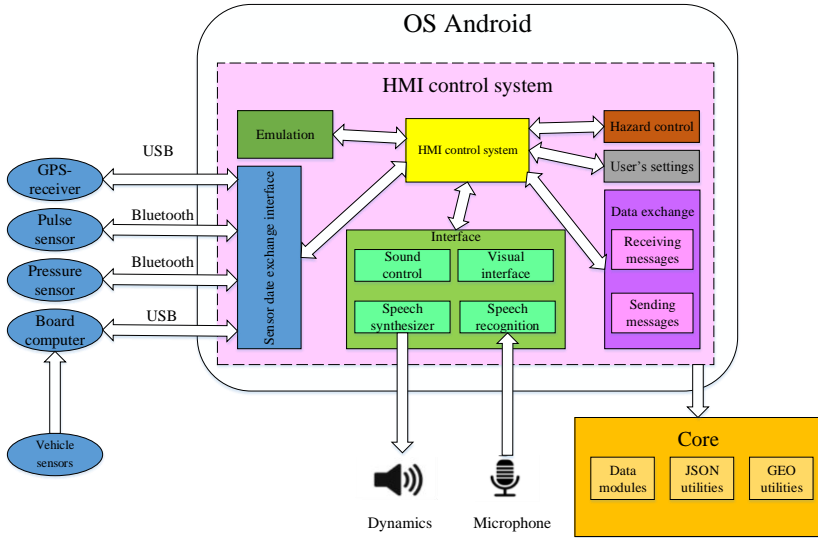 OS Android
HMI control system
Emulation
HMI control system
Hazard control
User's settings
USB
GPS-
receiver
Bluetooth
Pulse
sensor
Bluetooth
Pressure
sensor
USB
Board
computer
Vehicle
sensors
Sensor date exchange interface
Interface
Sound
control
Visual
interface
Speech
synthesizer
Speech
recognition
Data exchange
Receiving
messages
Sending
messages
Dynamics
Microphone
Core
Data
modules
JSON
utilities
GEO
utilities